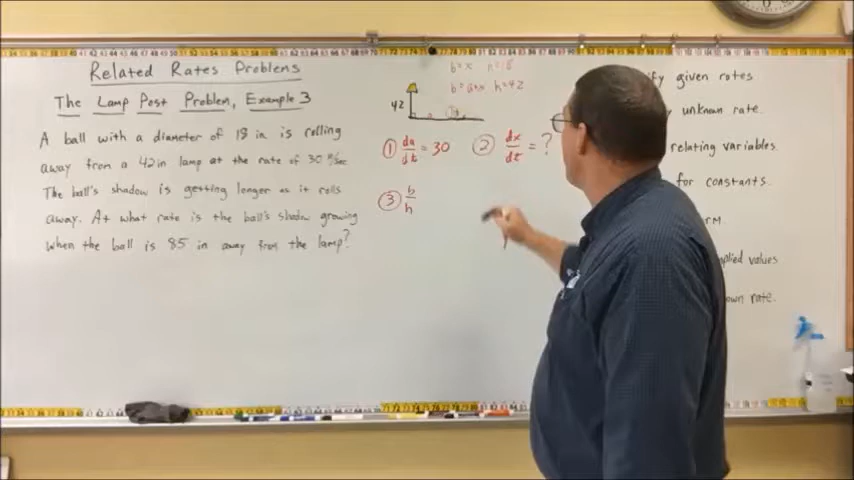 Related Rates Problems
The Lamp Post Problem, Example 3
A ball with a diameter of 18 in is rolling
away from a 42 in lamp at the rate of 30 in/sec
The ball's shadow is getting longer as it rolls
away. At what rate is the ball's shadow growing
when the ball is 85 in away from the lamp?
b = x h = 18
b = a+x h = 42
42
① da/dt = 30 ② dx/dt = ?
③ b/h
given rates
unknown rate.
relating variables.
for constants.
values
rate.